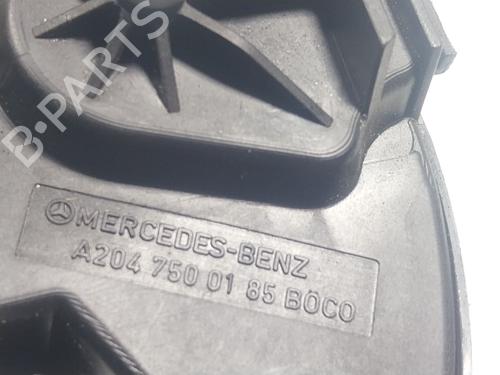 B-PARTS
MERCEDES-BENZ
A204 750 01 85 BOCO